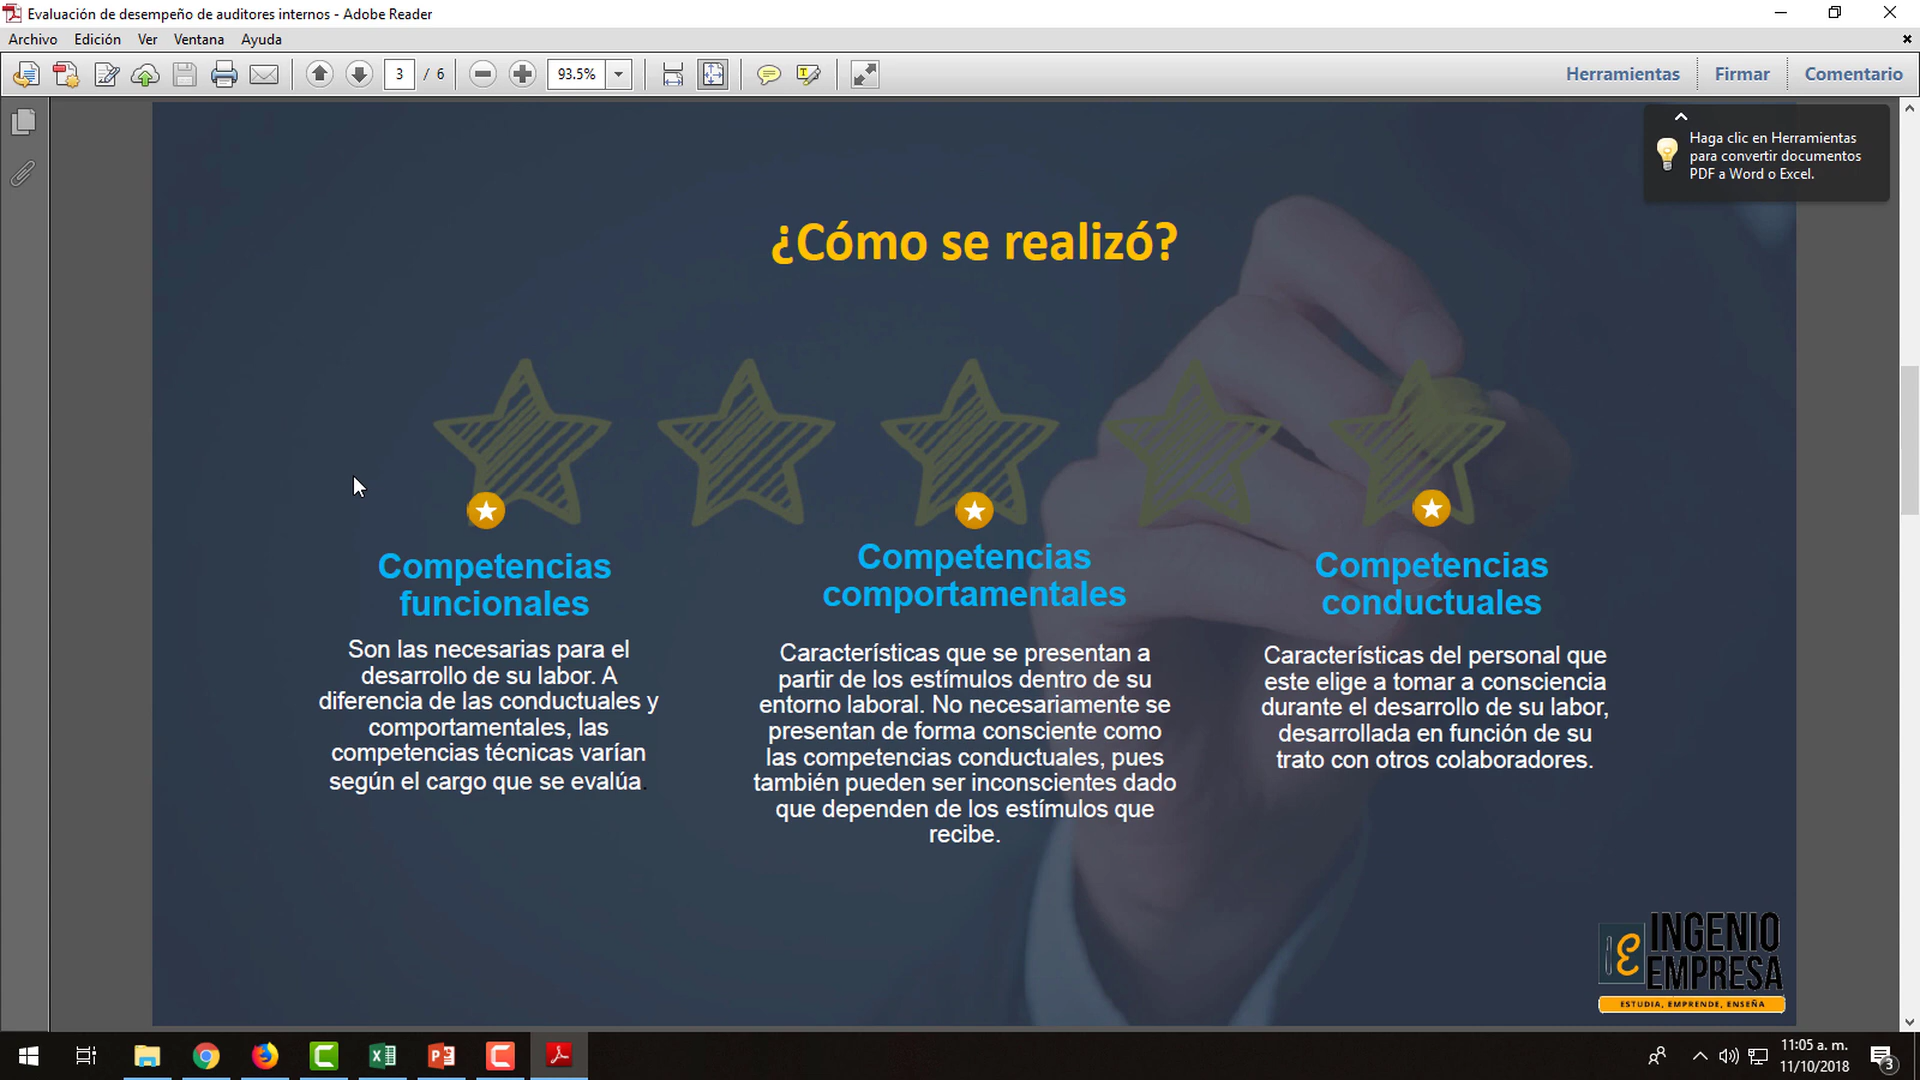 Evaluación de desempeño de auditores internos - Adobe Reader
Archivo Edición Ver Ventana Ayuda
3 / 6 93.5% Herramientas Firmar Comentario
Haga clic en Herramientas
para convertir documentos
PDF a Word o Excel.
¿Cómo se realizó?
Competencias
funcionales
Son las necesarias para el
desarrollo de su labor. A
diferencia de las conductuales y
comportamentales, las
competencias técnicas varían
según el cargo que se evalúa.
Competencias
comportamentales
Características que se presentan a
partir de los estímulos dentro de su
entorno laboral. No necesariamente se
presentan de forma consciente como
las competencias conductuales, pues
también pueden ser inconscientes dado
que dependen de los estímulos que
recibe.
Competencias
conductuales
Características del personal que
este elige a tomar a consciencia
durante el desarrollo de su labor,
desarrollada en función de su
trato con otros colaboradores.
INGENIO
EMPRESA
ESTUDIA, EMPRENDE, ENSEÑA
11:05 a. m.
11/10/2018
3